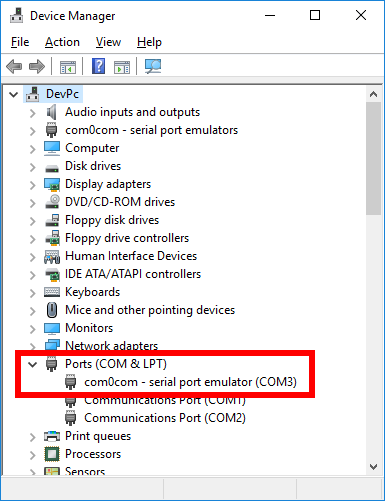 Device Manager
File Action View Help
DevPc
Audio inputs and outputs
com0com - serial port emulators
Computer
Disk drives
Display adapters
DVD/CD-ROM drives
Floppy disk drives
Floppy drive controllers
Human Interface Devices
IDE ATA/ATAPI controllers
Keyboards
Mice and other pointing devices
Monitors
Network adapters
Ports (COM & LPT)
com0com - serial port emulator (COM3)
Communications Port (COM1)
Communications Port (COM2)
Print queues
Processors
Sensors